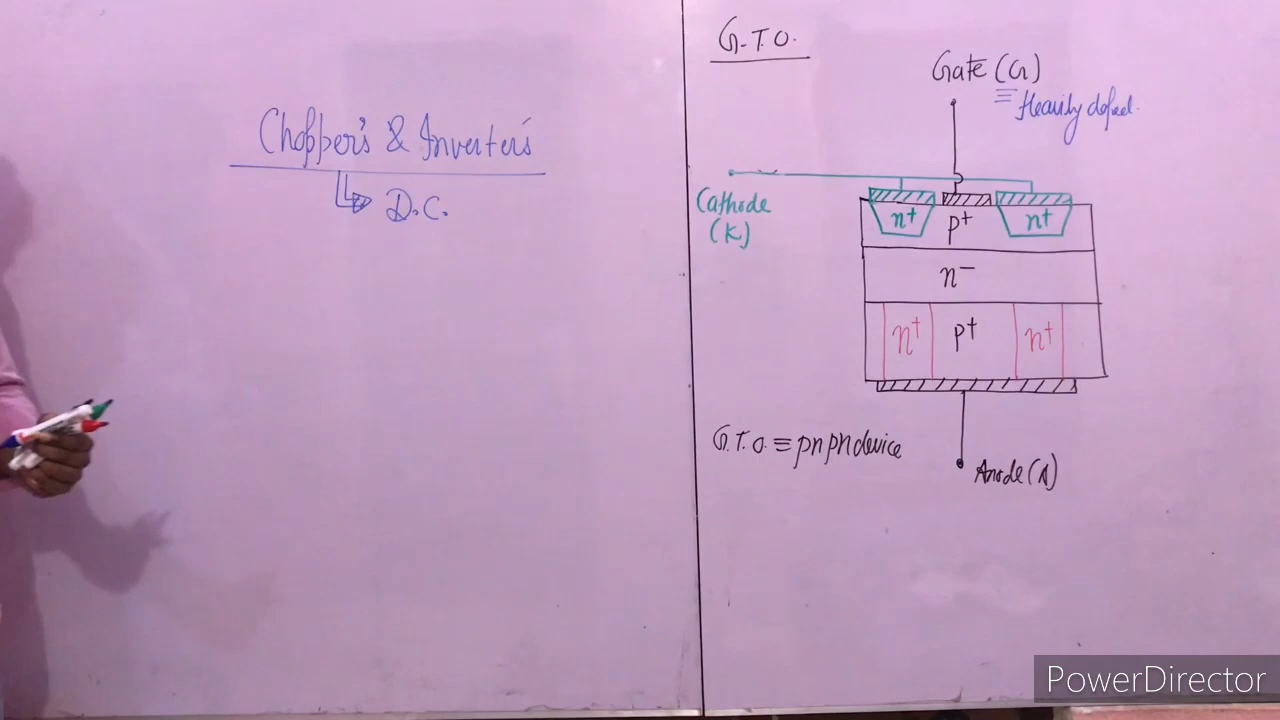 Chopper's & Inverter's
D.C.
G.T.O.
Gate (G)
Heavily doped.
Cathode
(K)
n+
p+
n+
n−
n+
p+
n+
G.T.O. ≡ pnpn device
Anode (A)
PowerDirector